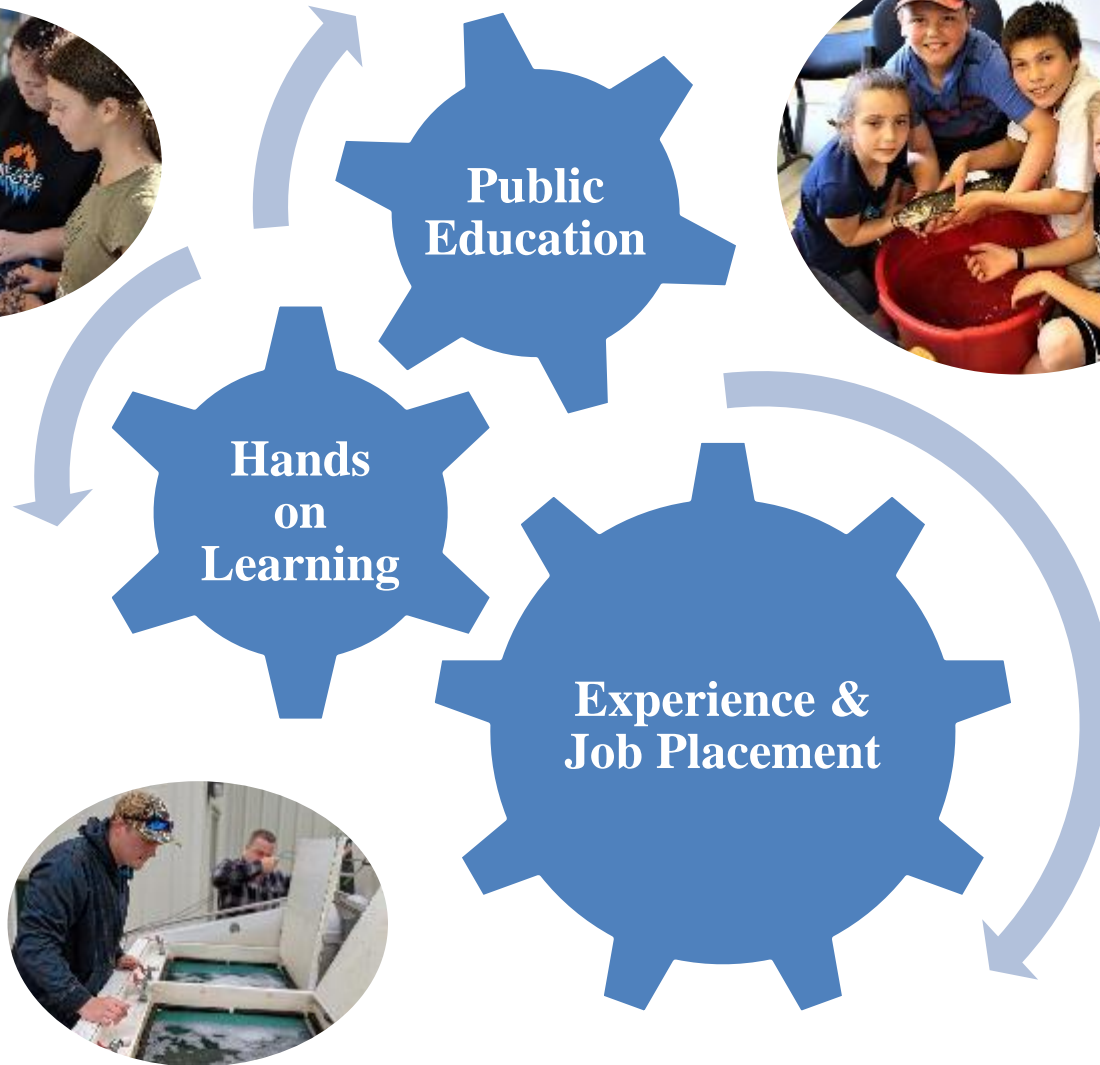 Public
Education
Hands
on
Learning
Experience &
Job Placement